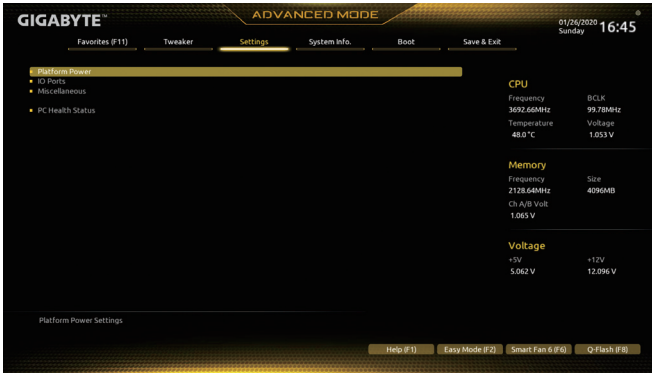 GIGABYTE™
ADVANCED MODE
01/26/2020
Sunday
16:45
Favorites (F11) Tweaker Settings System Info. Boot Save & Exit
Platform Power
IO Ports
Miscellaneous
PC Health Status
CPU
Frequency BCLK
3692.66MHz 99.78MHz
Temperature Voltage
48.0 °C 1.053 V
Memory
Frequency Size
2128.64MHz 4096MB
Ch A/B Volt
1.065 V
Voltage
+5V +12V
5.062 V 12.096 V
Platform Power Settings
Help (F1) Easy Mode (F2) Smart Fan 6 (F6) Q-Flash (F8)